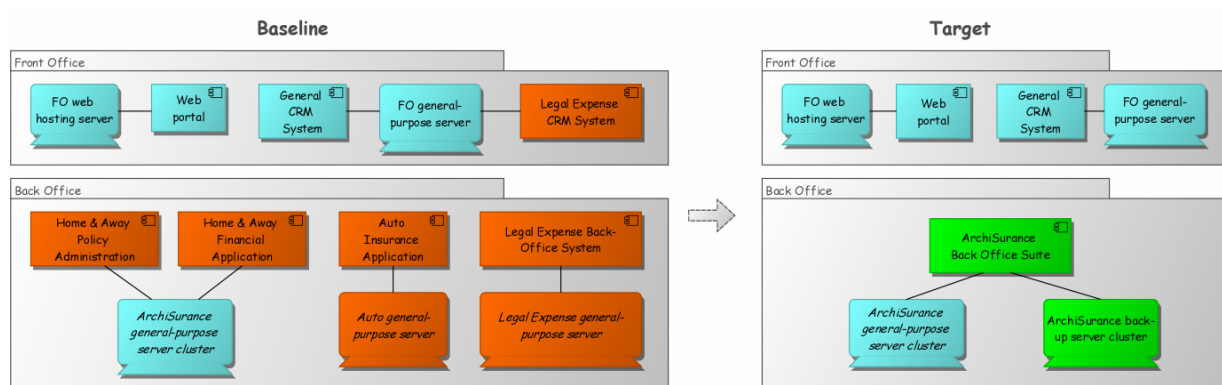 Baseline
Front Office
FO web
hosting server
Web
portal
General
CRM
System
FO general-
purpose server
Legal Expense
CRM System
Back Office
Home & Away
Policy
Administration
Home & Away
Financial
Application
Auto
Insurance
Application
Legal Expense Back-
Office System
ArchiSurance
general-purpose
server cluster
Auto general-
purpose server
Legal Expense general-
purpose server
Target
Front Office
FO web
hosting server
Web
portal
General
CRM
System
FO general-
purpose server
Back Office
ArchiSurance
Back Office Suite
ArchiSurance
general-purpose
server cluster
ArchiSurance back-
up server cluster